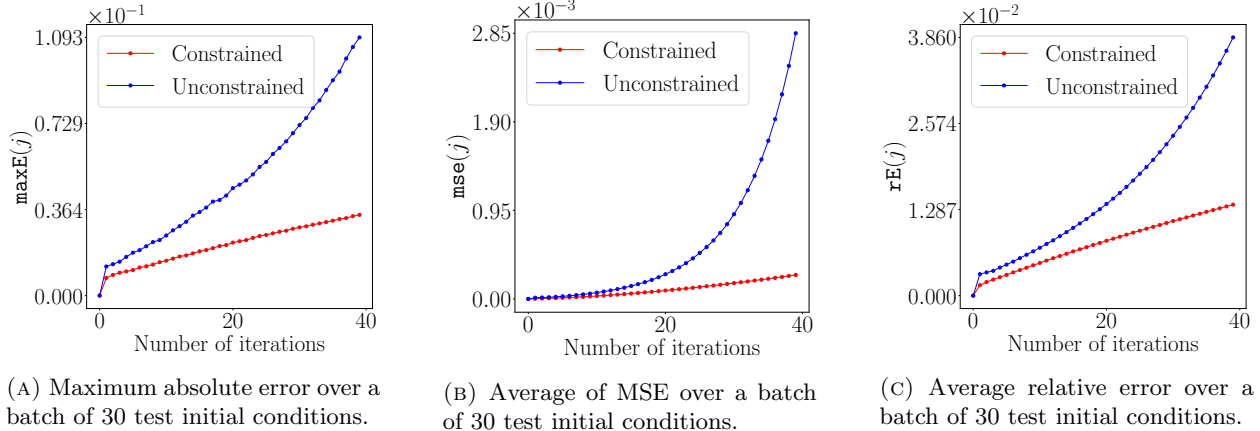 ×10⁻¹
1.093
0.729
0.364
0.000
maxE(j)
Constrained
Unconstrained
0
20
40
Number of iterations
(A) Maximum absolute error over a
batch of 30 test initial conditions.
×10⁻³
2.85
1.90
0.95
0.00
mse(j)
Constrained
Unconstrained
0
20
40
Number of iterations
(B) Average of MSE over a batch
of 30 test initial conditions.
×10⁻²
3.860
2.574
1.287
0.000
rE(j)
Constrained
Unconstrained
0
20
40
Number of iterations
(C) Average relative error over a
batch of 30 test initial conditions.